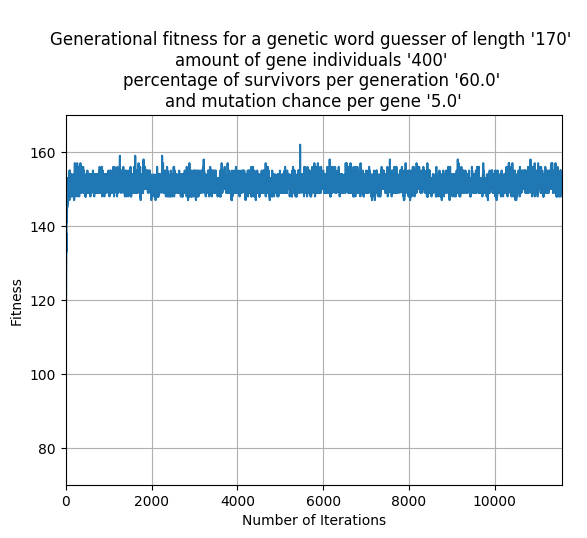 Generational fitness for a genetic word guesser of length '170'
amount of gene individuals '400'
percentage of survivors per generation '60.0'
and mutation chance per gene '5.0'
160
140
120
100
80
Fitness
0 2000 4000 6000 8000 10000
Number of Iterations